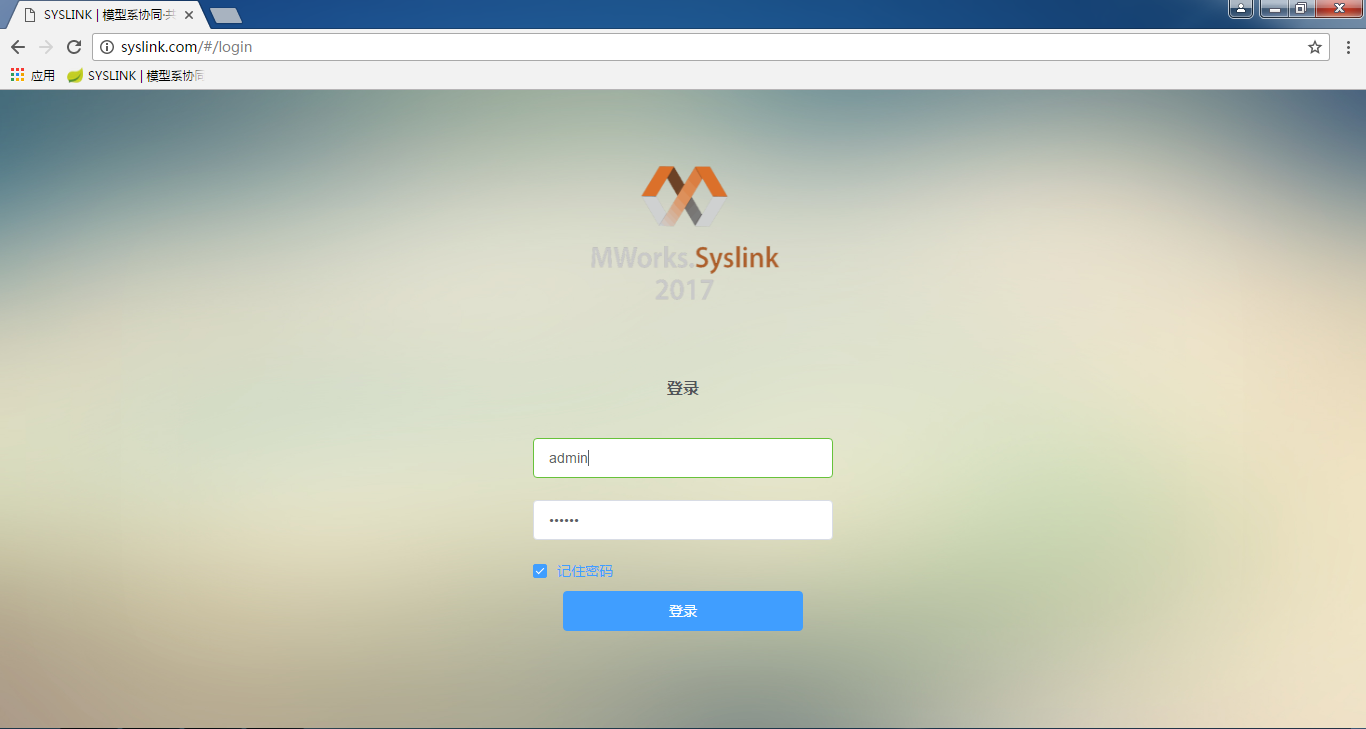 SYSLINK | 模型系协同·共
syslink.com/#/login
应用 SYSLINK | 模型系协同
MWorks.Syslink
2017
登录
admin
••••••
记住密码
登录